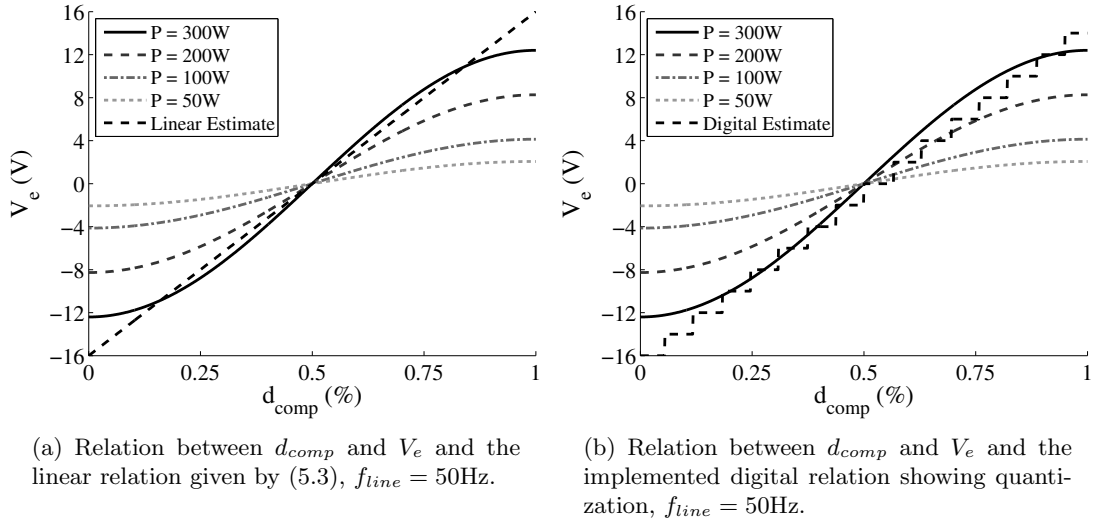 16
12
8
4
0
−4
−8
−12
−16
V_e (V)
P = 300W
P = 200W
P = 100W
P = 50W
Linear Estimate
0
0.25
0.5
0.75
1
d_comp (%)
(a) Relation between d_comp and V_e and the
linear relation given by (5.3), f_line = 50Hz.
16
12
8
4
0
−4
−8
−12
−16
V_e (V)
P = 300W
P = 200W
P = 100W
P = 50W
Digital Estimate
0
0.25
0.5
0.75
1
d_comp (%)
(b) Relation between d_comp and V_e and the
implemented digital relation showing quanti-
zation, f_line = 50Hz.